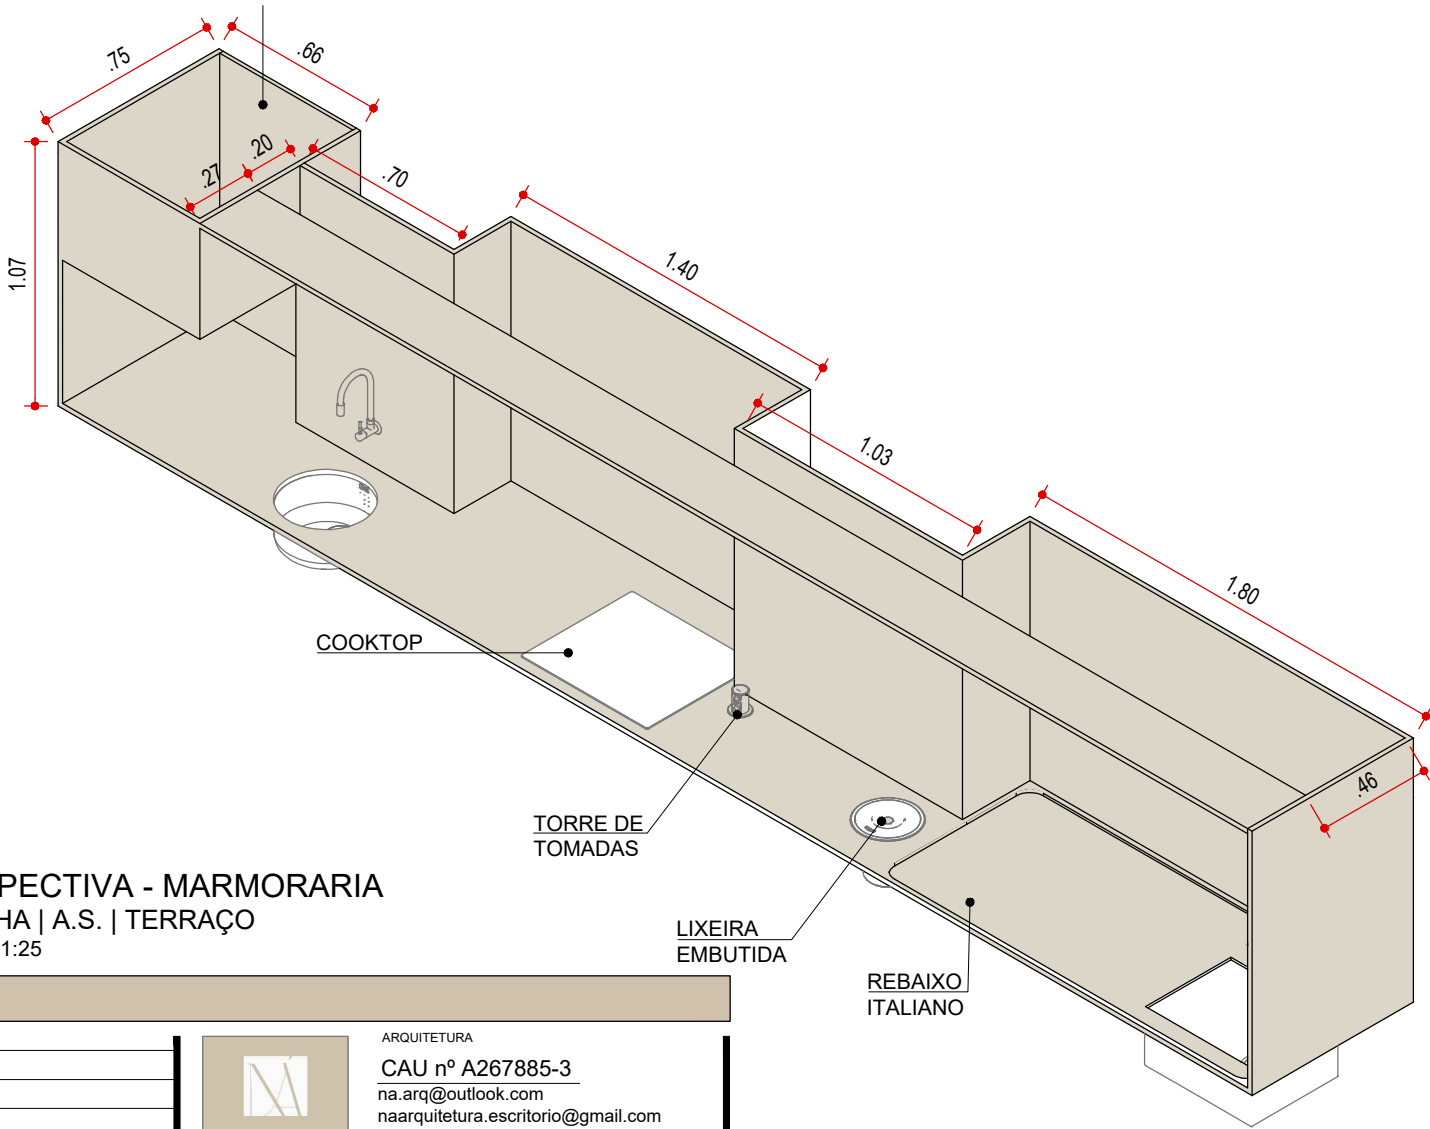 .75
.66
.27
.20
.70
1.07
1.40
1.03
1.80
.46
COOKTOP
TORRE DE
TOMADAS
LIXEIRA
EMBUTIDA
REBAIXO
ITALIANO
PECTIVA - MARMORARIA
HA | A.S. | TERRAÇO
1:25
NA
ARQUITETURA
CAU nº A267885-3
na.arq@outlook.com
naarquitetura.escritorio@gmail.com